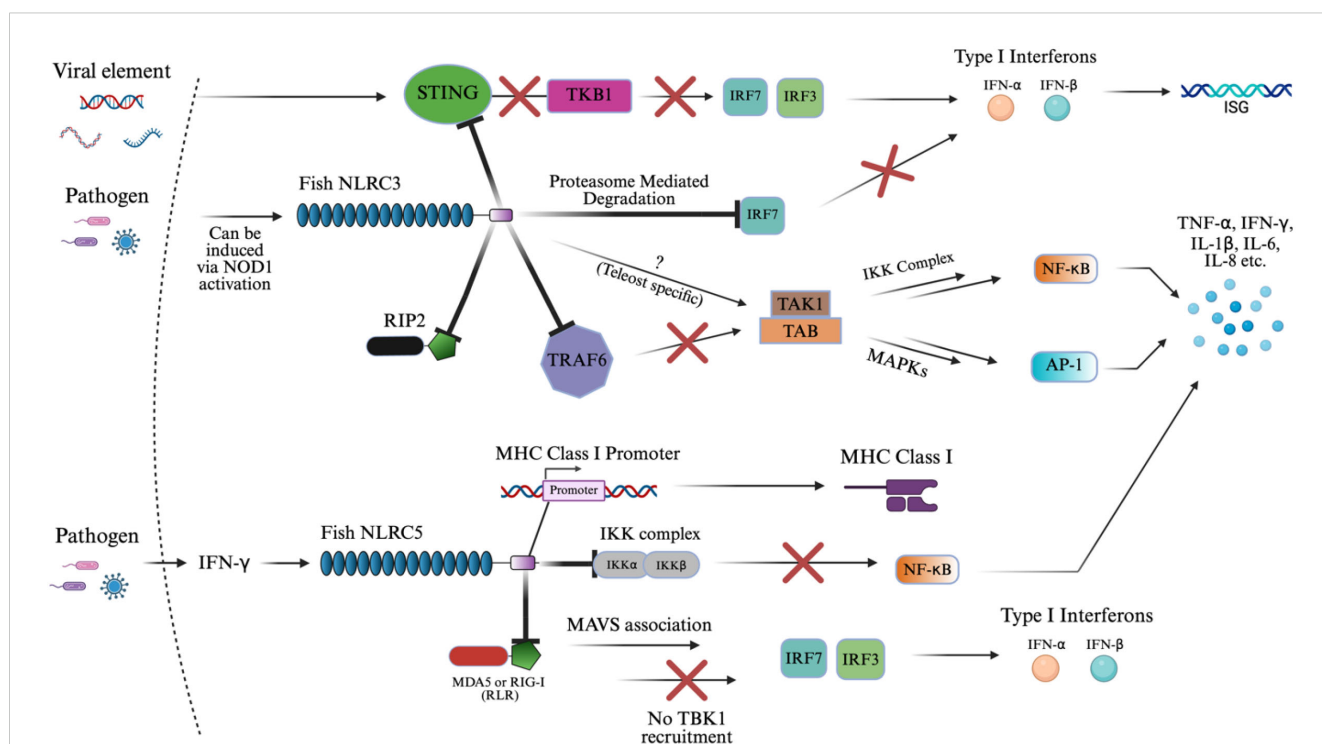 Viral element
STING
TKB1
IRF7
IRF3
Type I Interferons
IFN-α
IFN-β
ISG
Pathogen
Can be
induced
via NOD1
activation
Fish NLRC3
Proteasome Mediated
Degradation
IRF7
TNF-α, IFN-γ,
IL-1β, IL-6,
IL-8 etc.
?
(Teleost specific)
IKK Complex
NF-κB
TAK1
TAB
RIP2
TRAF6
MAPKs
AP-1
MHC Class I Promoter
Promoter
MHC Class I
Pathogen
IFN-γ
Fish NLRC5
IKK complex
IKKα
IKKβ
NF-κB
MAVS association
MDA5 or RIG-I
(RLR)
No TBK1
recruitment
IRF7
IRF3
Type I Interferons
IFN-α
IFN-β